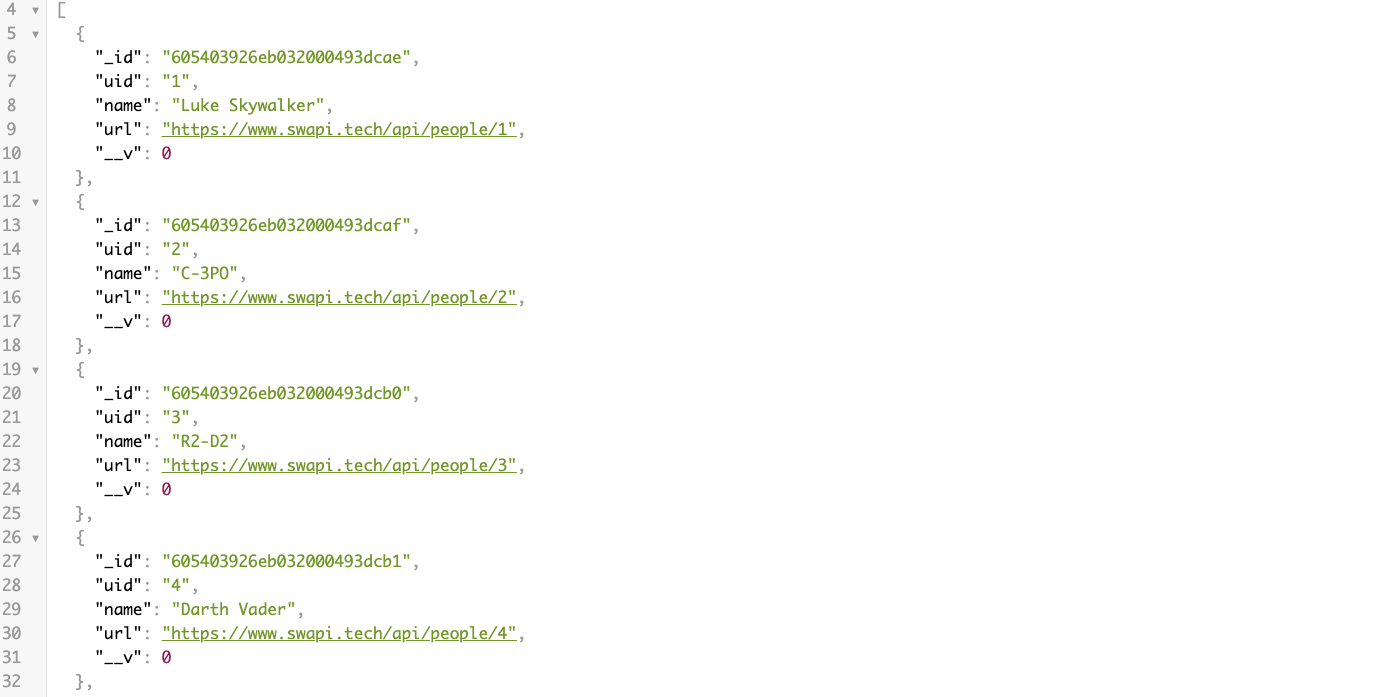 4 ▾ [
5 ▾ {
6 "_id": "605403926eb032000493dcae",
7 "uid": "1",
8 "name": "Luke Skywalker",
9 "url": "https://www.swapi.tech/api/people/1",
10 "__v": 0
11 },
12 ▾ {
13 "_id": "605403926eb032000493dcaf",
14 "uid": "2",
15 "name": "C-3PO",
16 "url": "https://www.swapi.tech/api/people/2",
17 "__v": 0
18 },
19 ▾ {
20 "_id": "605403926eb032000493dcb0",
21 "uid": "3",
22 "name": "R2-D2",
23 "url": "https://www.swapi.tech/api/people/3",
24 "__v": 0
25 },
26 ▾ {
27 "_id": "605403926eb032000493dcb1",
28 "uid": "4",
29 "name": "Darth Vader",
30 "url": "https://www.swapi.tech/api/people/4",
31 "__v": 0
32 },